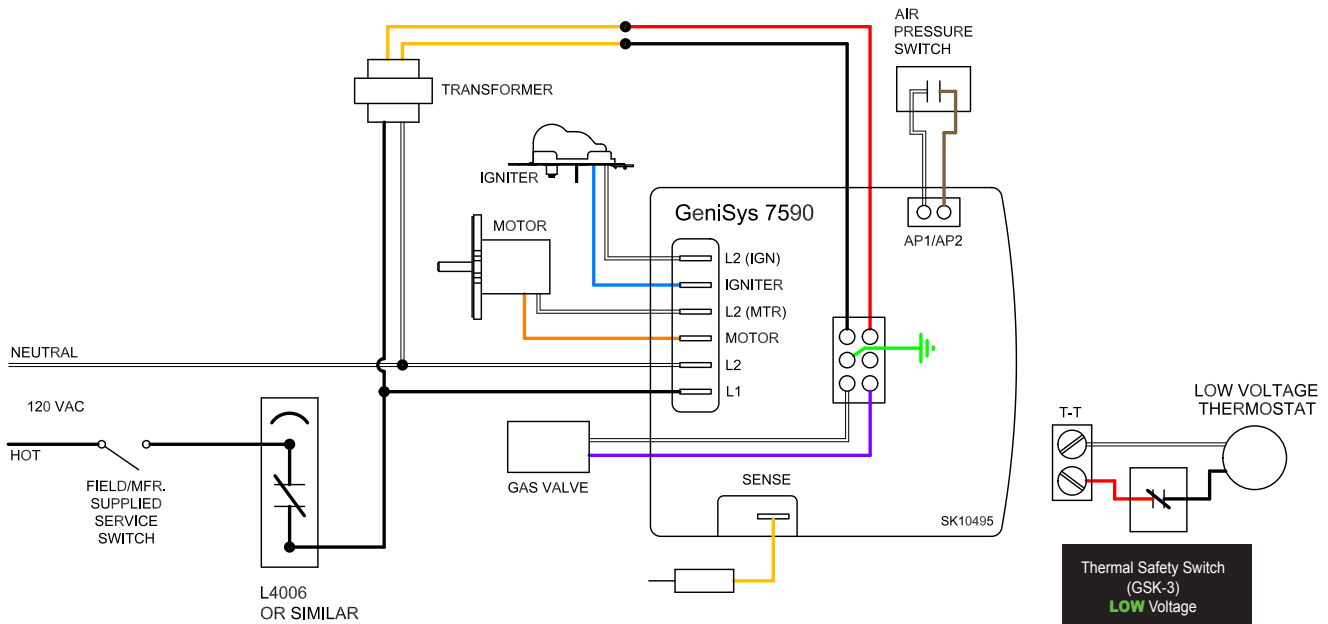 AIR
PRESSURE
SWITCH
TRANSFORMER
IGNITER
GeniSys 7590
MOTOR
AP1/AP2
L2 (IGN)
IGNITER
L2 (MTR)
MOTOR
NEUTRAL
L2
L1
120 VAC
LOW VOLTAGE
THERMOSTAT
T-T
HOT
FIELD/MFR.
SUPPLIED
SERVICE
SWITCH
GAS VALVE
SENSE
SK10495
L4006
OR SIMILAR
Thermal Safety Switch
(GSK-3)
LOW Voltage